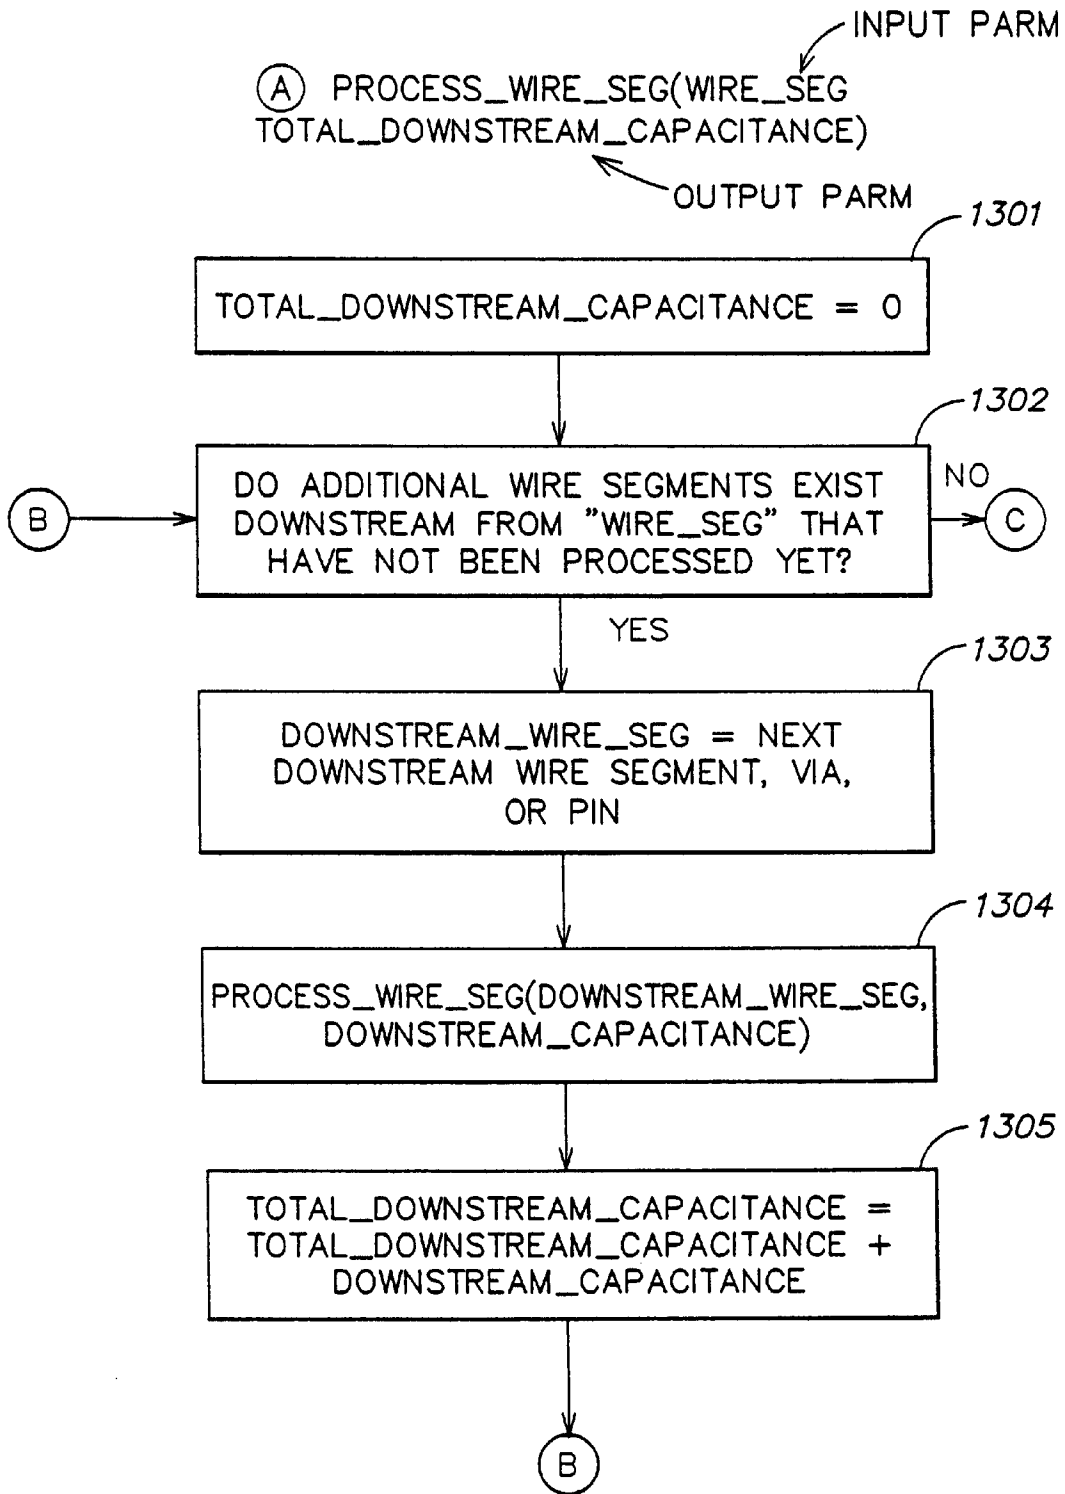 INPUT PARM
A PROCESS_WIRE_SEG(WIRE_SEG
TOTAL_DOWNSTREAM_CAPACITANCE)
OUTPUT PARM
1301
TOTAL_DOWNSTREAM_CAPACITANCE = 0
1302
DO ADDITIONAL WIRE SEGMENTS EXIST
DOWNSTREAM FROM "WIRE_SEG" THAT
HAVE NOT BEEN PROCESSED YET?
B
NO
C
YES
1303
DOWNSTREAM_WIRE_SEG = NEXT
DOWNSTREAM WIRE SEGMENT, VIA,
OR PIN
1304
PROCESS_WIRE_SEG(DOWNSTREAM_WIRE_SEG,
DOWNSTREAM_CAPACITANCE)
1305
TOTAL_DOWNSTREAM_CAPACITANCE =
TOTAL_DOWNSTREAM_CAPACITANCE +
DOWNSTREAM_CAPACITANCE
B